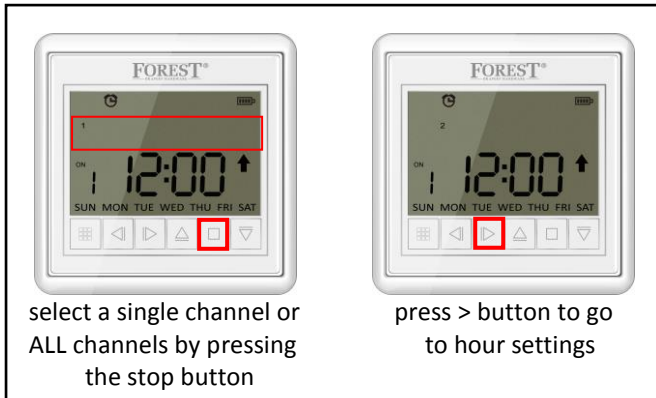 FOREST®
1
ON
1 12:00
SUN MON TUE WED THU FRI SAT
select a single channel or
ALL channels by pressing
the stop button
FOREST®
2
ON
1 12:00
SUN MON TUE WED THU FRI SAT
press > button to go
to hour settings